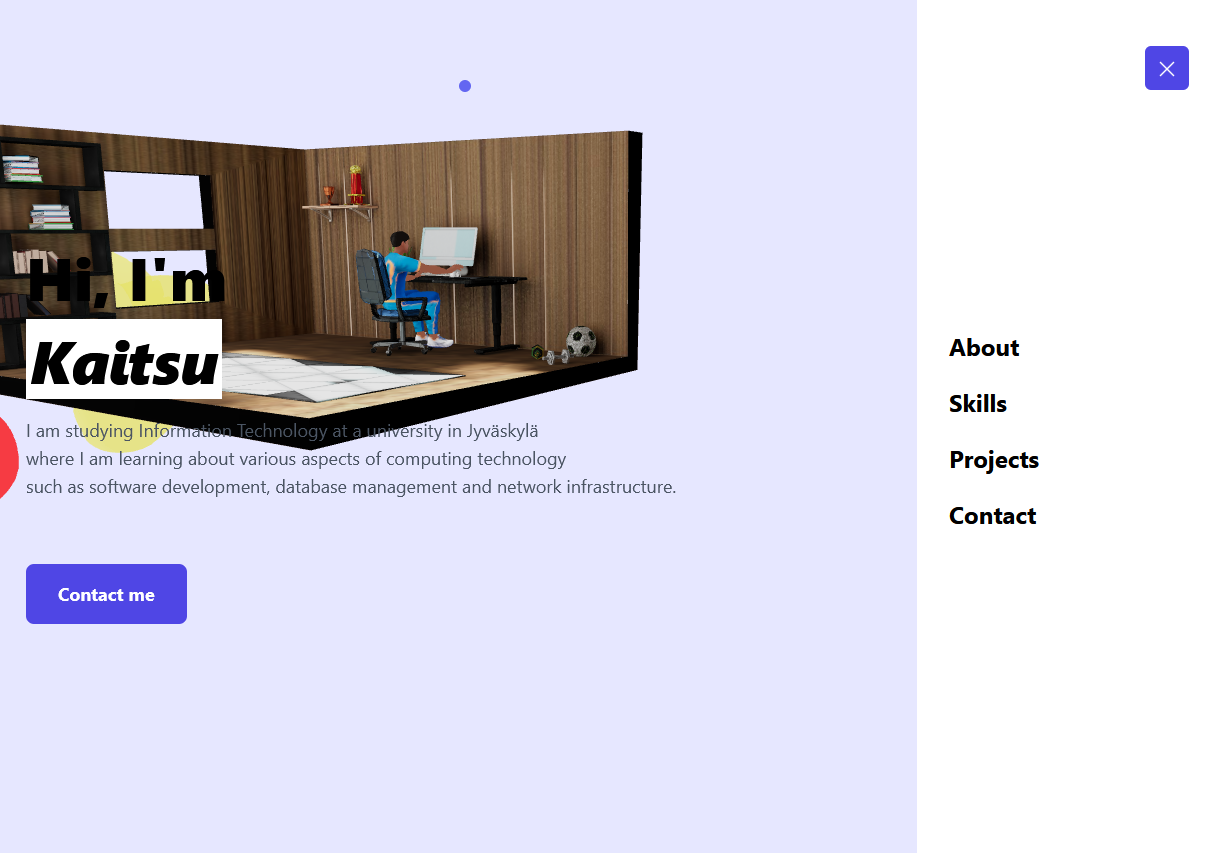 Hi, I'm
Kaitsu
I am studying Information Technology at a university in Jyväskylä
where I am learning about various aspects of computing technology
such as software development, database management and network infrastructure.
Contact me
About
Skills
Projects
Contact